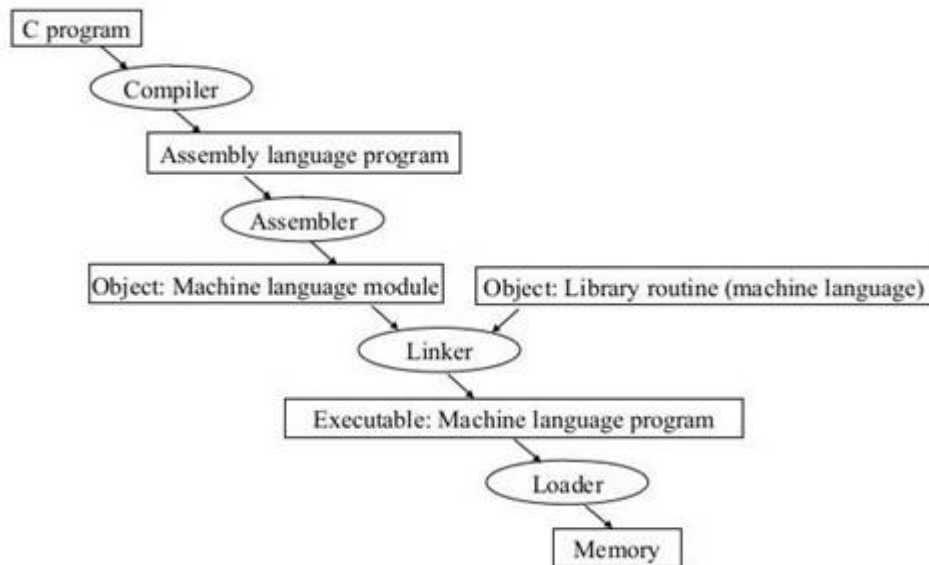 C program
Compiler
Assembly language program
Assembler
Object: Machine language module
Object: Library routine (machine language)
Linker
Executable: Machine language program
Loader
Memory